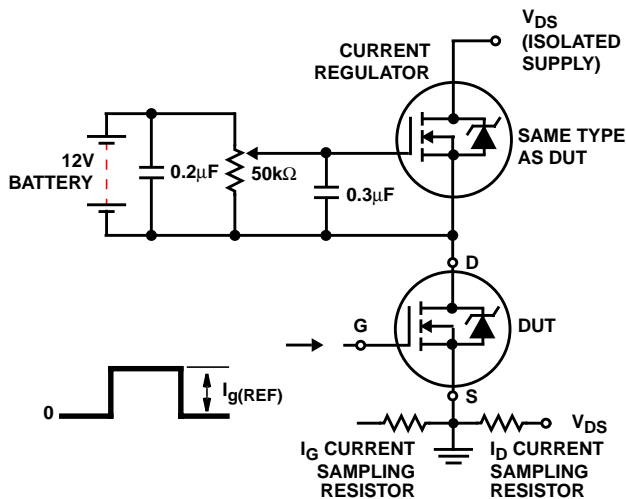 V_DS
(ISOLATED
SUPPLY)
CURRENT
REGULATOR
SAME TYPE
AS DUT
12V
BATTERY
0.2µF
50kΩ
0.3µF
D
G
DUT
I_g(REF)
0
S
V_DS
I_G CURRENT
SAMPLING
RESISTOR
I_D CURRENT
SAMPLING
RESISTOR